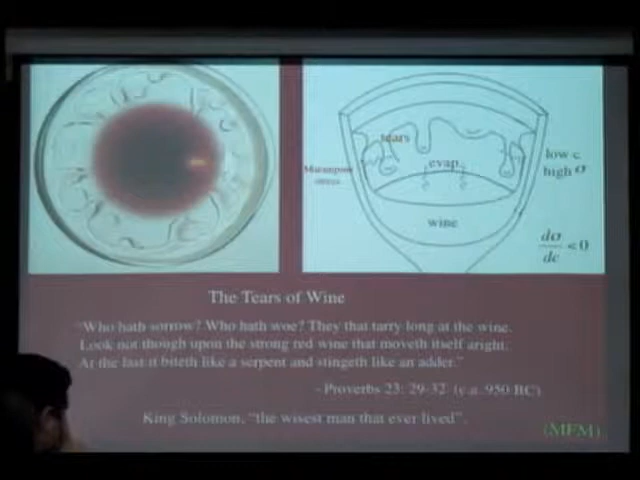 tears
Marangoni
stress
evap.
low c
high σ
wine
dσ
dc
<0
The Tears of Wine
"Who hath sorrow? Who hath woe? They that tarry long at the wine.
Look not though upon the strong red wine that moveth itself aright.
At the last it biteth like a serpent and stingeth like an adder."
- Proverbs 23: 29-32 (c.a. 950 BC)
King Solomon, "the wisest man that ever lived".
(MFM)